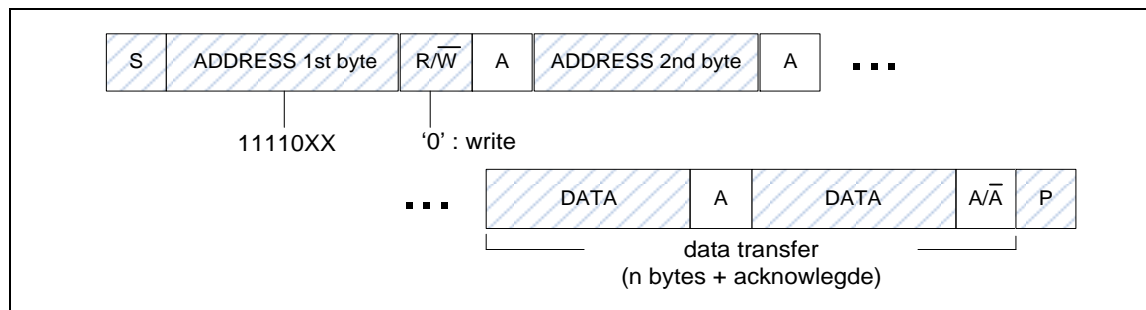 S ADDRESS 1st byte R/W̅ A ADDRESS 2nd byte A ...
11110XX '0' : write
... DATA A DATA A/A̅ P
data transfer
(n bytes + acknowlegde)